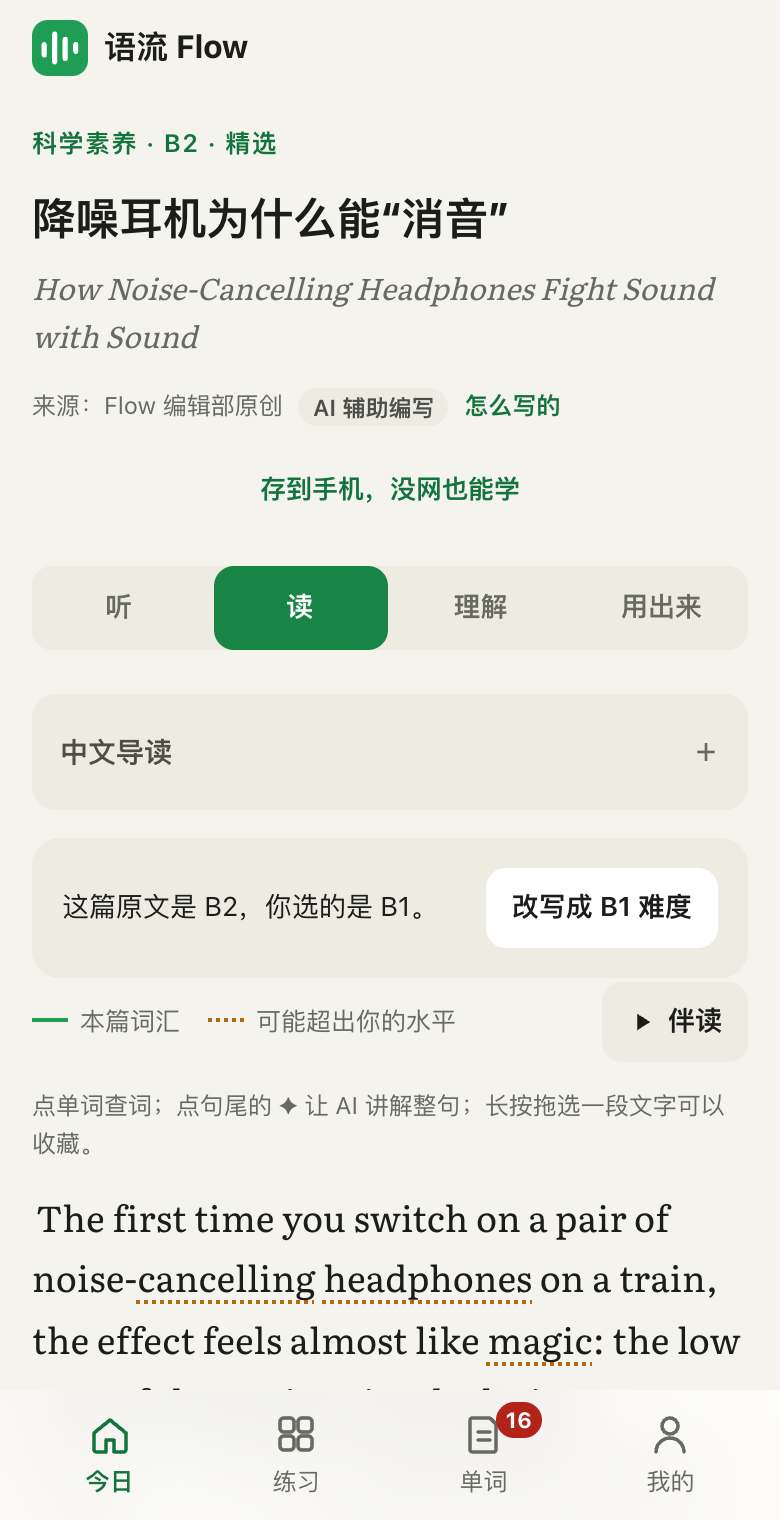 语流 Flow
科学素养 · B2 · 精选
降噪耳机为什么能“消音”
How Noise-Cancelling Headphones Fight Sound
with Sound
来源：Flow 编辑部原创 AI 辅助编写 怎么写的
存到手机，没网也能学
听 读 理解 用出来
中文导读 +
这篇原文是 B2，你选的是 B1。 改写成 B1 难度
本篇词汇 可能超出你的水平 伴读
点单词查词；点句尾的 ✦ 让 AI 讲解整句；长按拖选一段文字可以
收藏。
The first time you switch on a pair of
noise-cancelling headphones on a train,
the effect feels almost like magic: the low
16
今日 练习 单词 我的